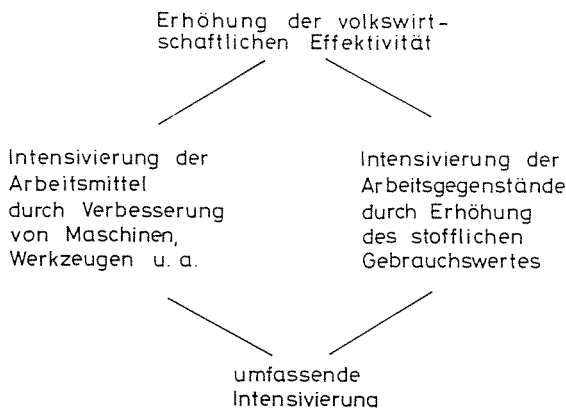 Erhöhung der volkswirt-
schaftlichen Effektivität
Intensivierung der
Arbeitsmittel
durch Verbesserung
von Maschinen,
Werkzeugen u. a.
Intensivierung der
Arbeitsgegenstände
durch Erhöhung
des stofflichen
Gebrauchswertes
umfassende
Intensivierung